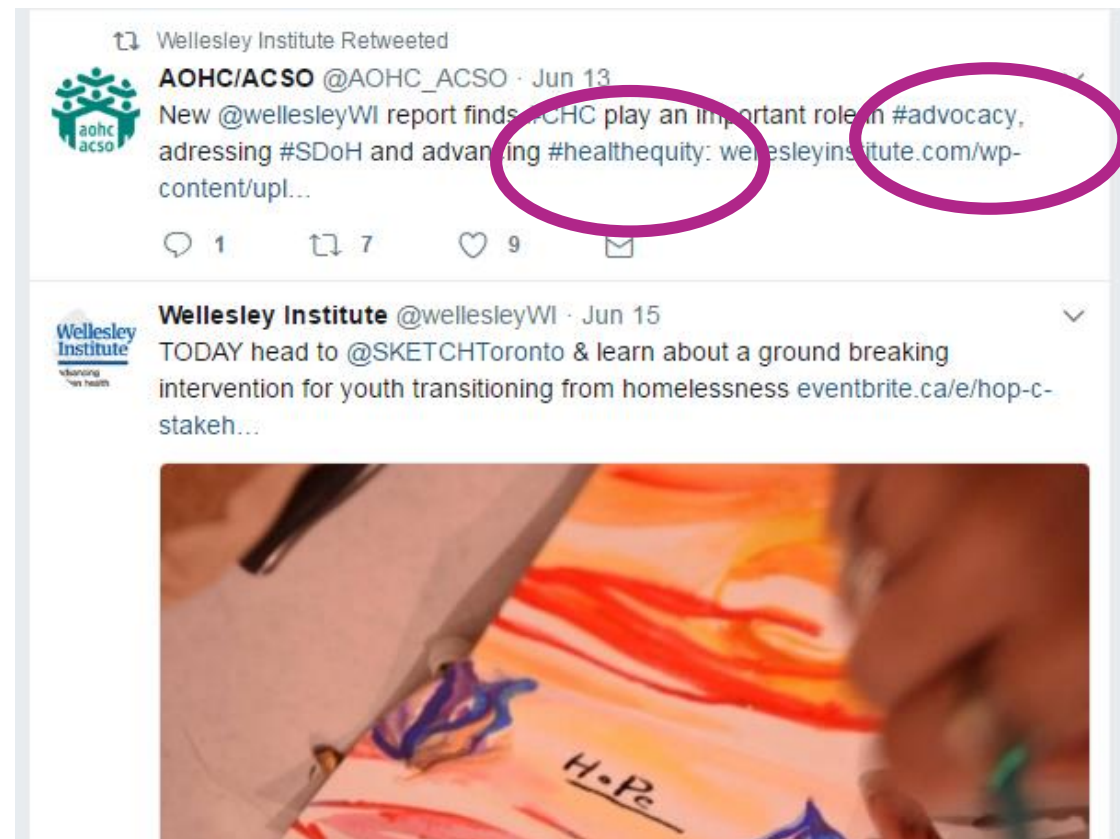 Wellesley Institute Retweeted
AOHC/ACSO @AOHC_ACSO · Jun 13
New @wellesleyWI report finds #CHC play an important role in #advocacy,
adressing #SDoH and advancing #healthequity: wellesleyinstitute.com/wp-
content/upl...
aohc
acso
1 7 9
Wellesley Institute @wellesleyWI · Jun 15
TODAY head to @SKETCHToronto & learn about a ground breaking
intervention for youth transitioning from homelessness eventbrite.ca/e/hop-c-
stakeh...
Wellesley
Institute
HoPe